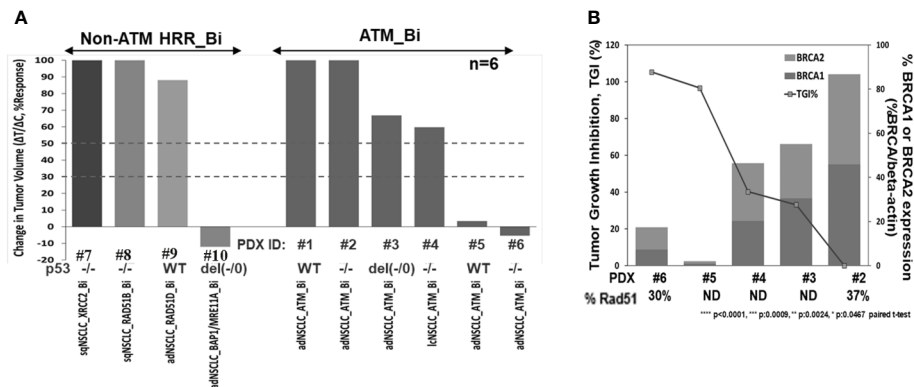 A
Non-ATM HRR_Bi
ATM_Bi
n=6
Change in Tumor Volume (ΔT/ΔC, %Response)
100
90
80
70
60
50
40
30
20
10
0
-10
-20
PDX ID: #1 #2 #3 #4 #5 #6
#7 #8 #9 #10
p53 -/- -/- WT del(-/0) WT -/- del(-/0) -/- WT -/-
sqNSCLC_XRCC2_Bi
sqNSCLC_RAD51B_Bi
adNSCLC_RAD51D_Bi
adNSCLC_BAP1/MRE11A_Bi
adNSCLC_ATM_Bi
adNSCLC_ATM_Bi
adNSCLC_ATM_Bi
lcNSCLC_ATM_Bi
adNSCLC_ATM_Bi
adNSCLC_ATM_Bi
B
Tumor Growth Inhibition, TGI (%)
120
100
80
60
40
20
0
BRCA2
BRCA1
TGI%
100
80
60
40
20
0
% BRCA1 or BRCA2 expression
(%BRCA/beta-actin)
PDX #6 #5 #4 #3 #2
% Rad51 30% ND ND ND 37%
**** p<0.0001, *** p:0.0009, ** p:0.0024, * p:0.0467 paired t-test